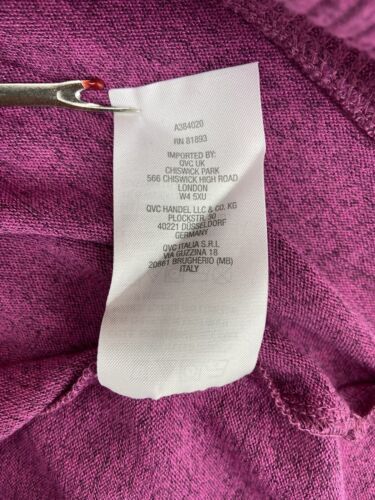 A384020
RN 81893
IMPORTED BY:
QVC UK
CHISWICK PARK
566 CHISWICK HIGH ROAD
LONDON
W4 5XU
QVC HANDEL LLC & CO. KG
PLOCKSTR. 30
40221 DÜSSELDORF
GERMANY
QVC ITALIA S.R.L
VIA GUZZINA 18
20861 BRUGHERIO (MB)
ITALY